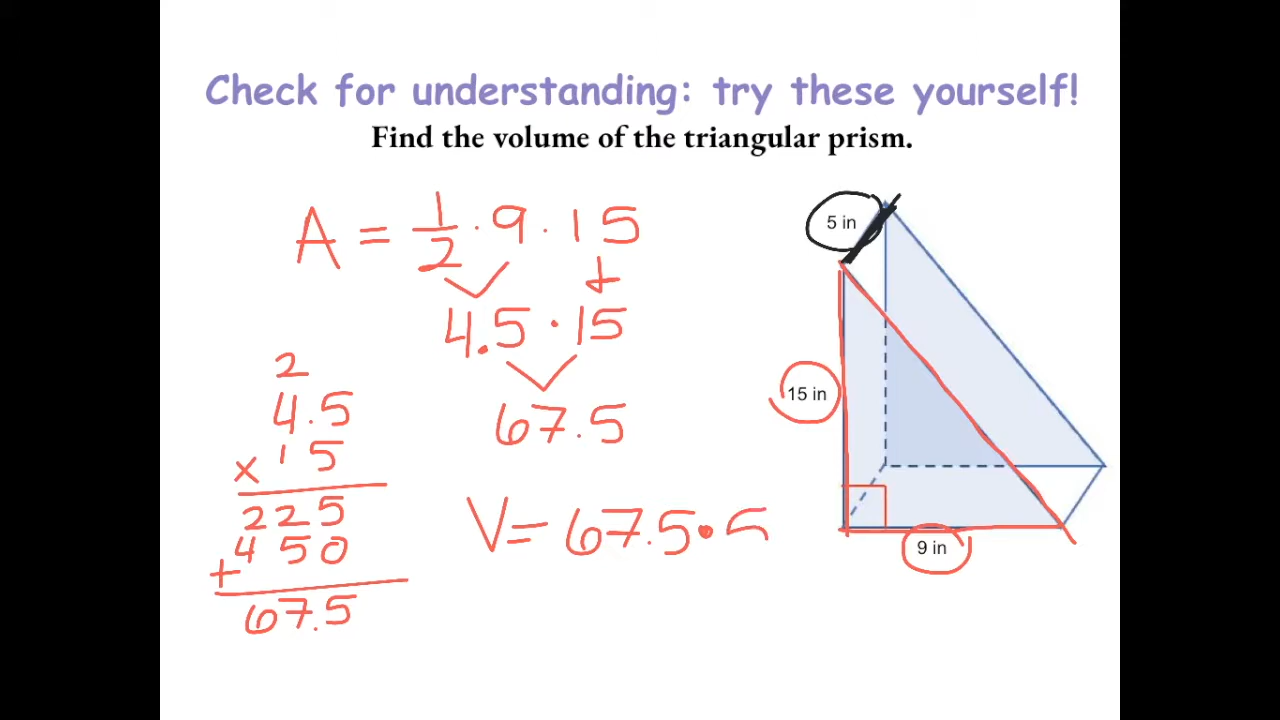 Check for understanding: try these yourself!
Find the volume of the triangular prism.
A = 1/2 · 9 · 15
4.5 · 15
67.5
V = 67.5 · 5
2
4.5
x 15
225
+ 450
67.5
5 in
15 in
9 in